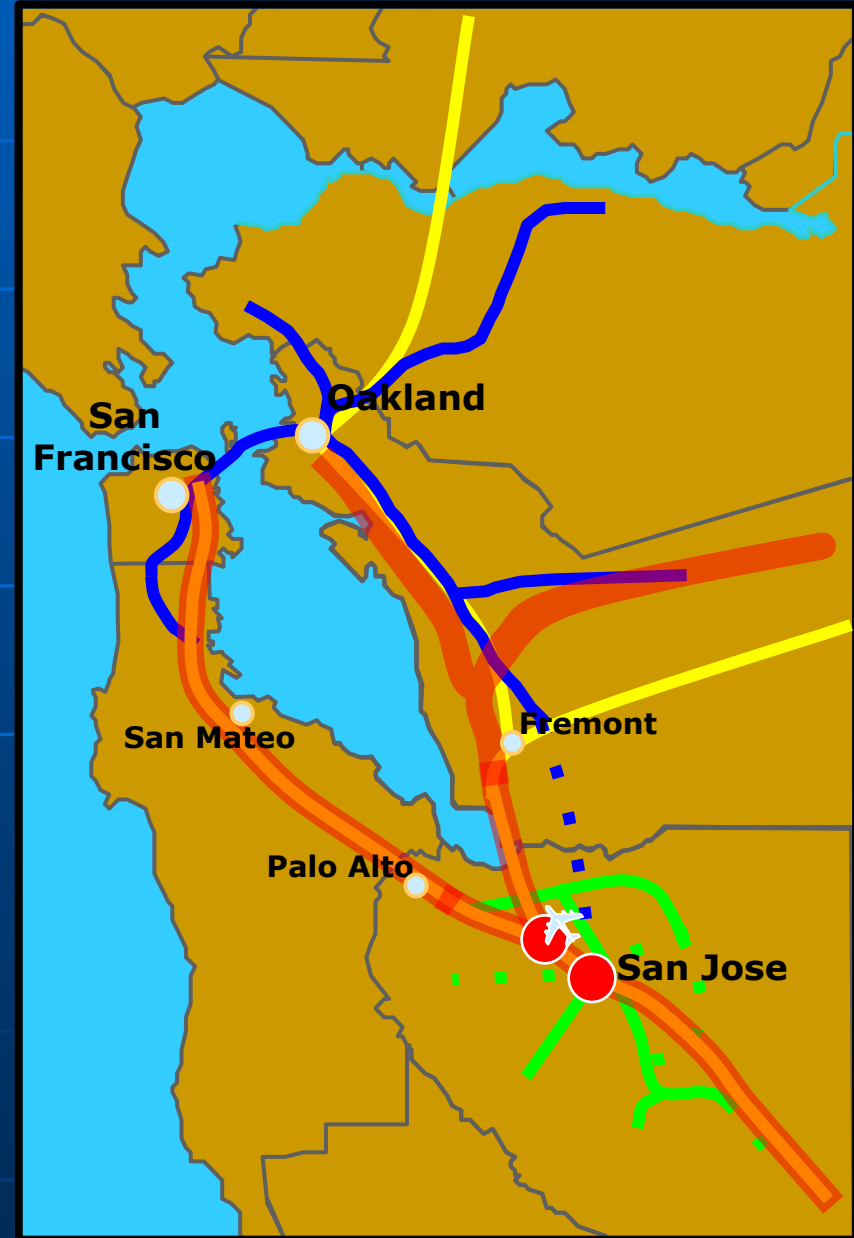 Oakland
San
Francisco
Fremont
San Mateo
Palo Alto
San Jose